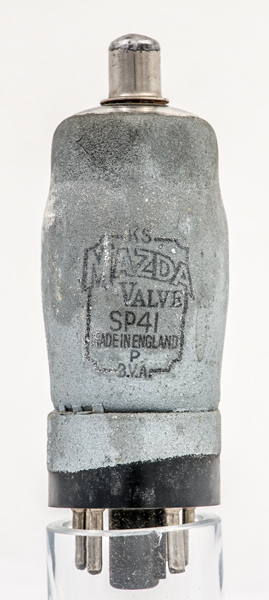 KS
MAZDA
VALVE
SP41
MADE IN ENGLAND
P
B.V.A.